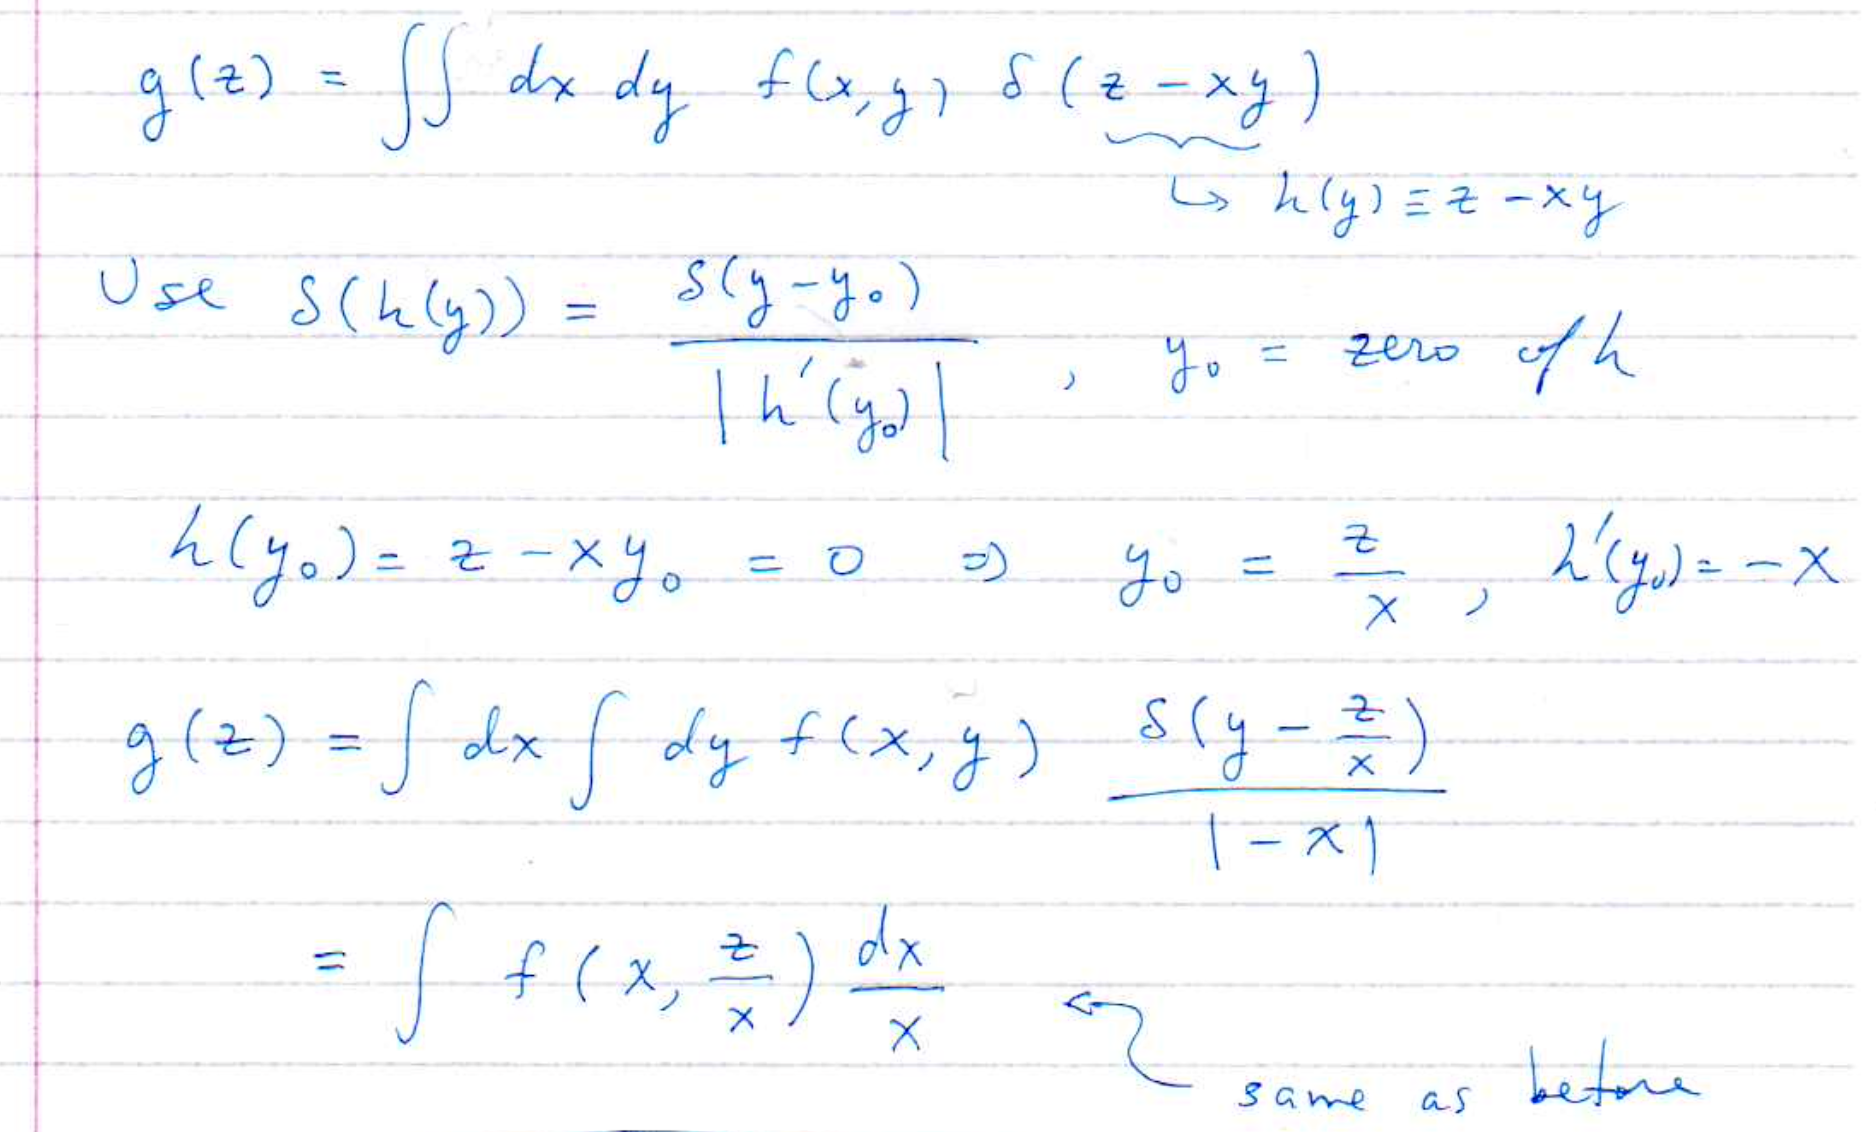 g(z) = ∫∫ dx dy f(x,y) δ(z − xy)
↳ h(y) ≡ z − xy
Use δ(h(y)) = δ(y−y₀) / |h′(y₀)| , y₀ = zero of h
h(y₀) = z − xy₀ = 0 ⇒ y₀ = z/x , h′(y₀) = −x
g(z) = ∫ dx ∫ dy f(x,y) δ(y − z/x) / |−x|
= ∫ f(x, z/x) dx/x
same as before